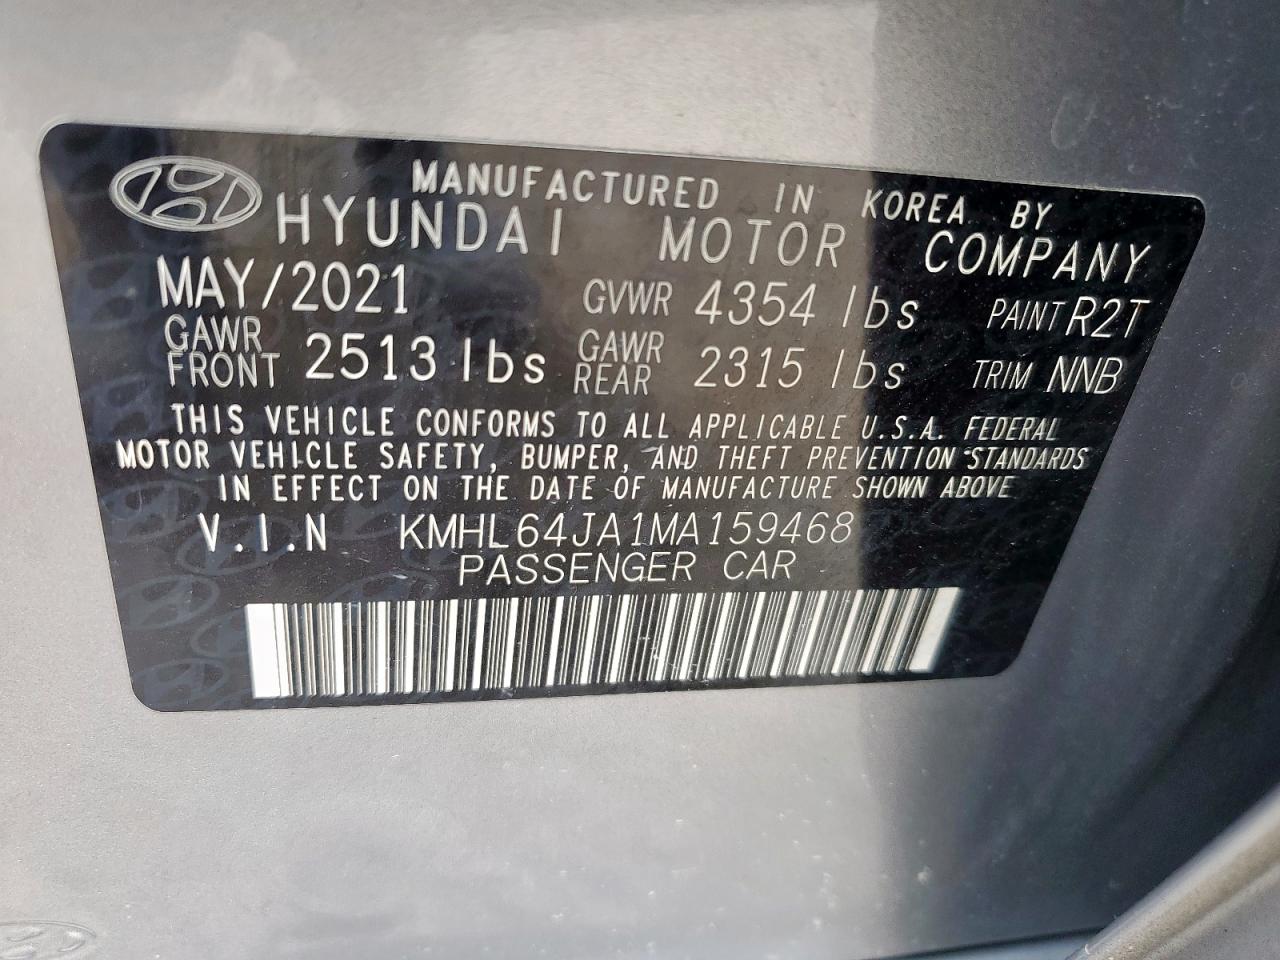 MANUFACTURED IN KOREA BY
HYUNDAI MOTOR COMPANY
MAY/2021 GVWR 4354 lbs PAINT R2T
GAWR FRONT 2513 lbs GAWR REAR 2315 lbs TRIM NNB
THIS VEHICLE CONFORMS TO ALL APPLICABLE U.S.A. FEDERAL
MOTOR VEHICLE SAFETY, BUMPER, AND THEFT PREVENTION STANDARDS
IN EFFECT ON THE DATE OF MANUFACTURE SHOWN ABOVE
V.I.N KMHL64JA1MA159468
PASSENGER CAR